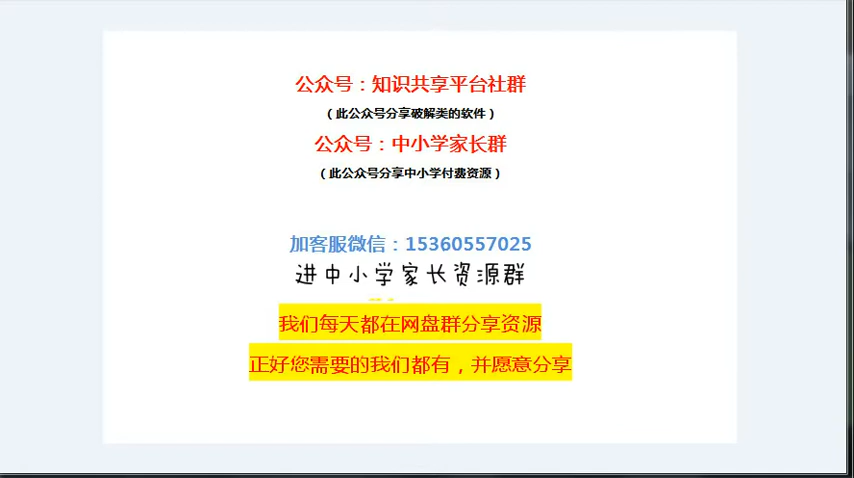 公众号：知识共享平台社群
（此公众号分享破解类的软件）
公众号：中小学家长群
（此公众号分享中小学付费资源）
加客服微信：15360557025
进中小学家长资源群
我们每天都在网盘群分享资源
正好您需要的我们都有，并愿意分享